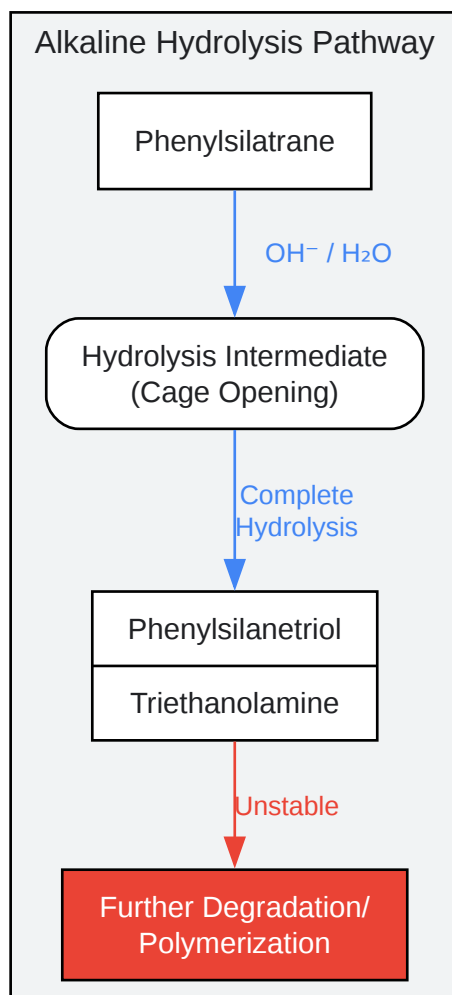 Alkaline Hydrolysis Pathway
Phenylsilatrane
OH⁻ / H₂O
Hydrolysis Intermediate
(Cage Opening)
Complete
Hydrolysis
Phenylsilanetriol
Triethanolamine
Unstable
Further Degradation/
Polymerization